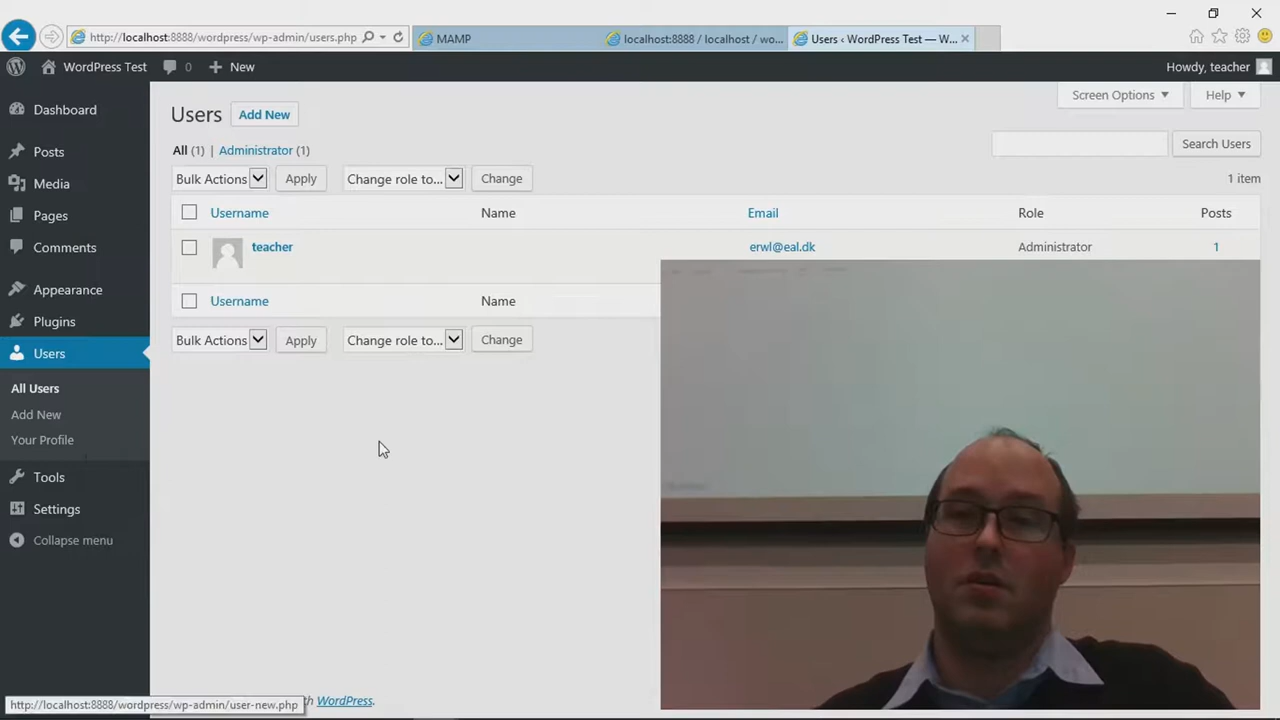 http://localhost:8888/wordpress/wp-admin/users.php
MAMP
localhost:8888 / localhost / wo...
Users ‹ WordPress Test — W...
WordPress Test
0
New
Howdy, teacher
Dashboard
Posts
Media
Pages
Comments
Appearance
Plugins
Users
All Users
Add New
Your Profile
Tools
Settings
Collapse menu
Users
Add New
Screen Options
Help
All (1) | Administrator (1)
Search Users
Bulk Actions
Apply
Change role to...
Change
1 item
Username
Name
Email
Role
Posts
teacher
erwl@eal.dk
Administrator
1
Username
Name
Bulk Actions
Apply
Change role to...
Change
WordPress.
http://localhost:8888/wordpress/wp-admin/user-new.php